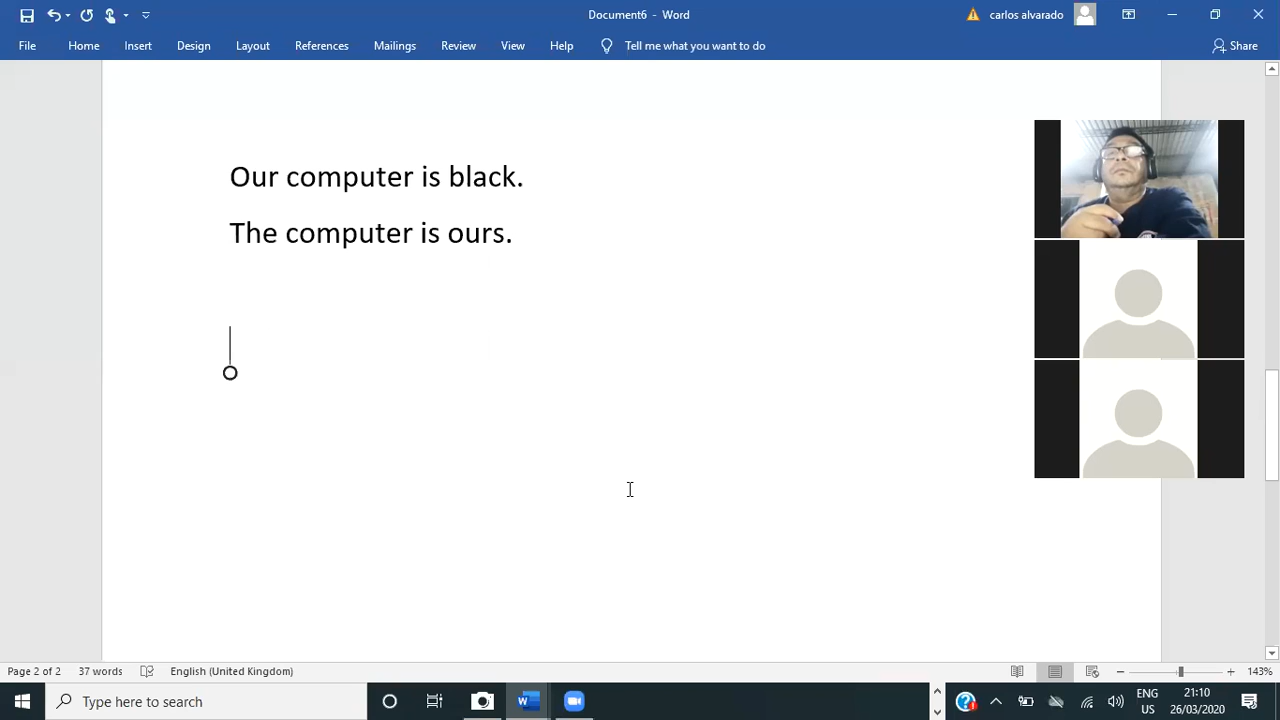 Document6 - Word
carlos alvarado
File Home Insert Design Layout References Mailings Review View Help Tell me what you want to do Share
Our computer is black.
The computer is ours.
Page 2 of 2 37 words English (United Kingdom) 143%
Type here to search
ENG 21:10
US 26/03/2020